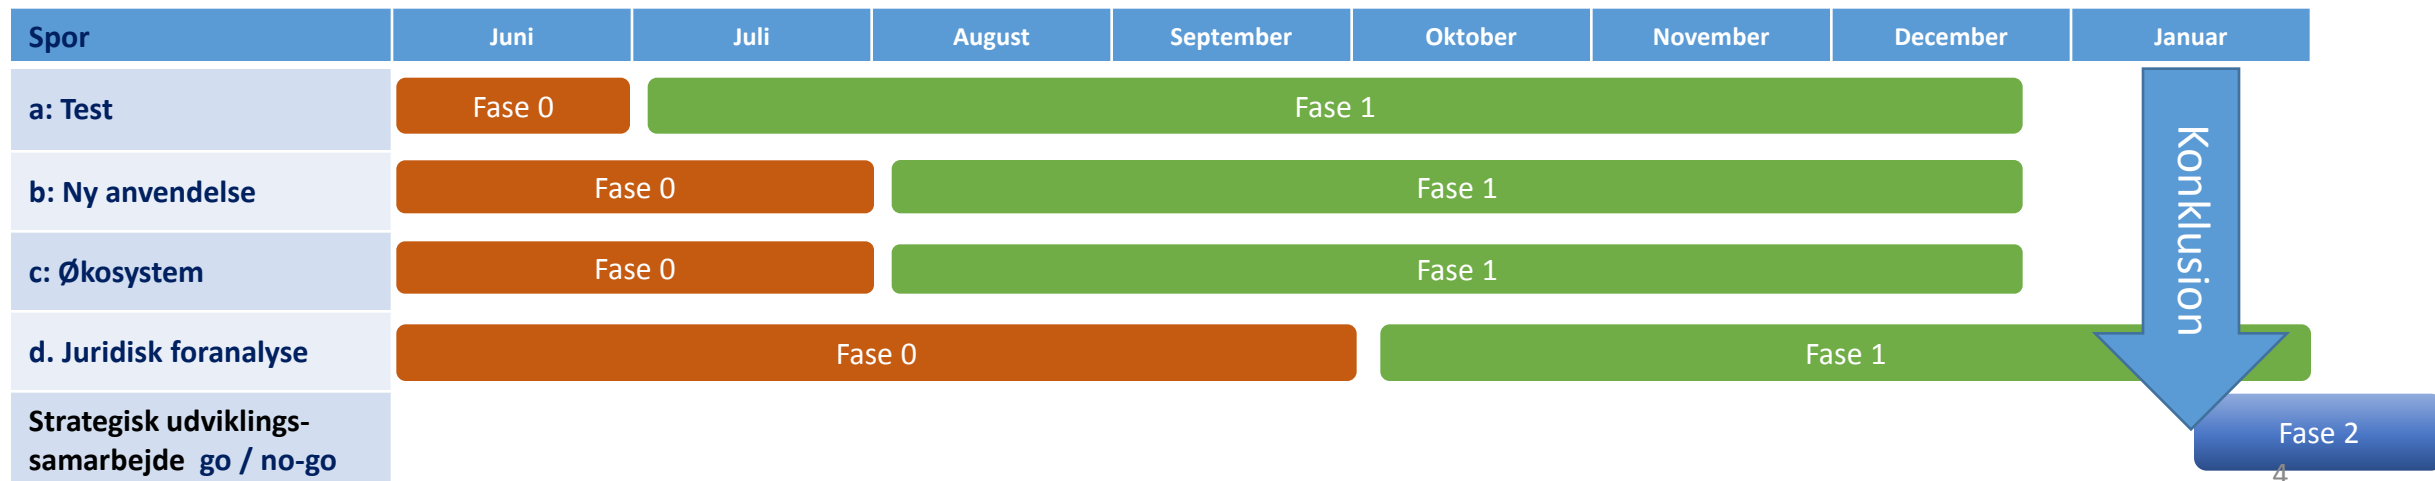 Spor Juni Juli August September Oktober November December Januar
a: Test Fase 0 Fase 1
b: Ny anvendelse Fase 0 Fase 1
c: Økosystem Fase 0 Fase 1
d. Juridisk foranalyse Fase 0 Fase 1
Konklusion
Strategisk udviklings-
samarbejde go / no-go
Fase 2
4